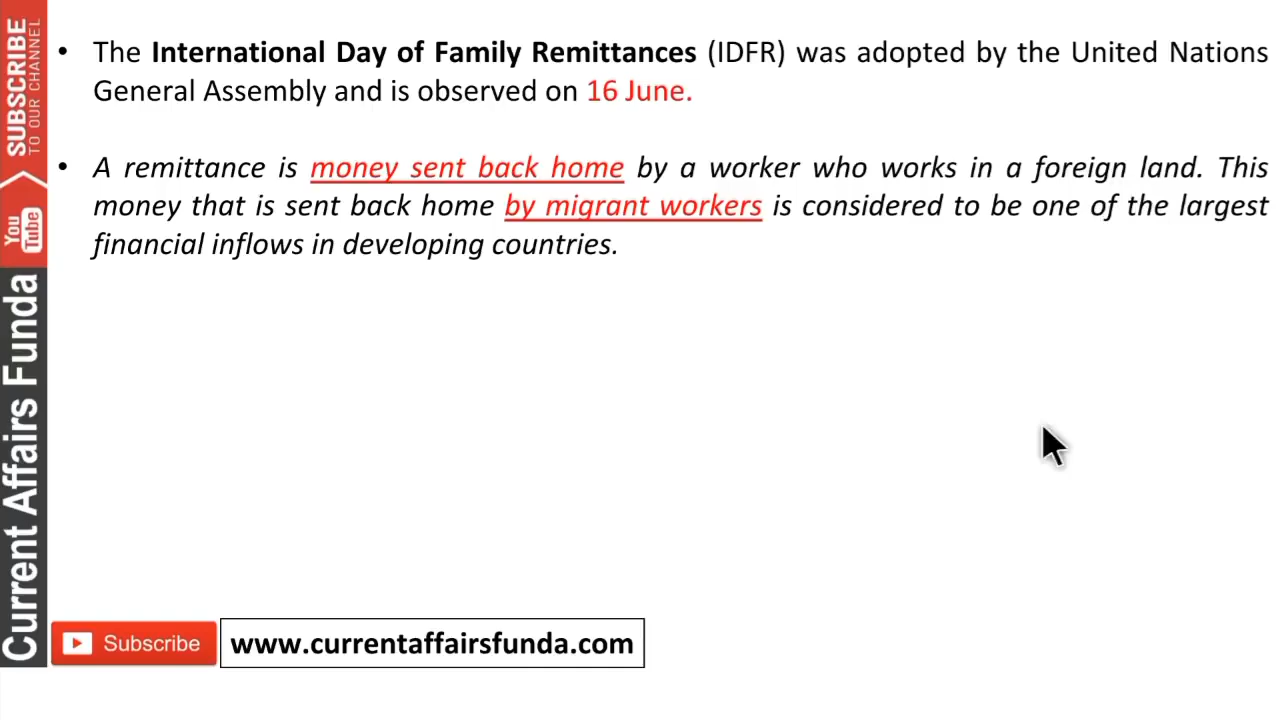 SUBSCRIBE
TO OUR CHANNEL
You
Tube
Current Affairs Funda
• The International Day of Family Remittances (IDFR) was adopted by the United Nations
General Assembly and is observed on 16 June.
• A remittance is money sent back home by a worker who works in a foreign land. This
money that is sent back home by migrant workers is considered to be one of the largest
financial inflows in developing countries.
Subscribe
www.currentaffairsfunda.com